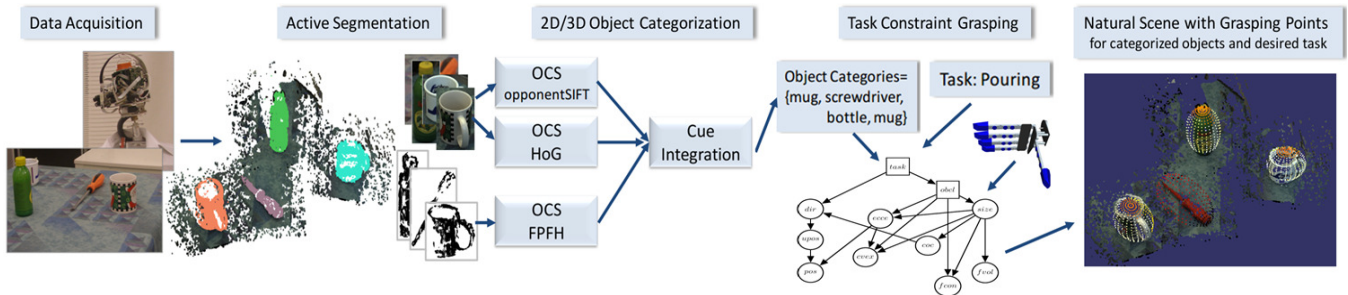 Data Acquisition
Active Segmentation
2D/3D Object Categorization
Task Constraint Grasping
Natural Scene with Grasping Points
for categorized objects and desired task
OCS
opponentSIFT
OCS
HoG
OCS
FPFH
Cue
Integration
Object Categories=
{mug, screwdriver,
bottle, mug}
Task: Pouring
task
obcl
dir
ecce
size
upos
coc
pos
cvex
fcon
fvol